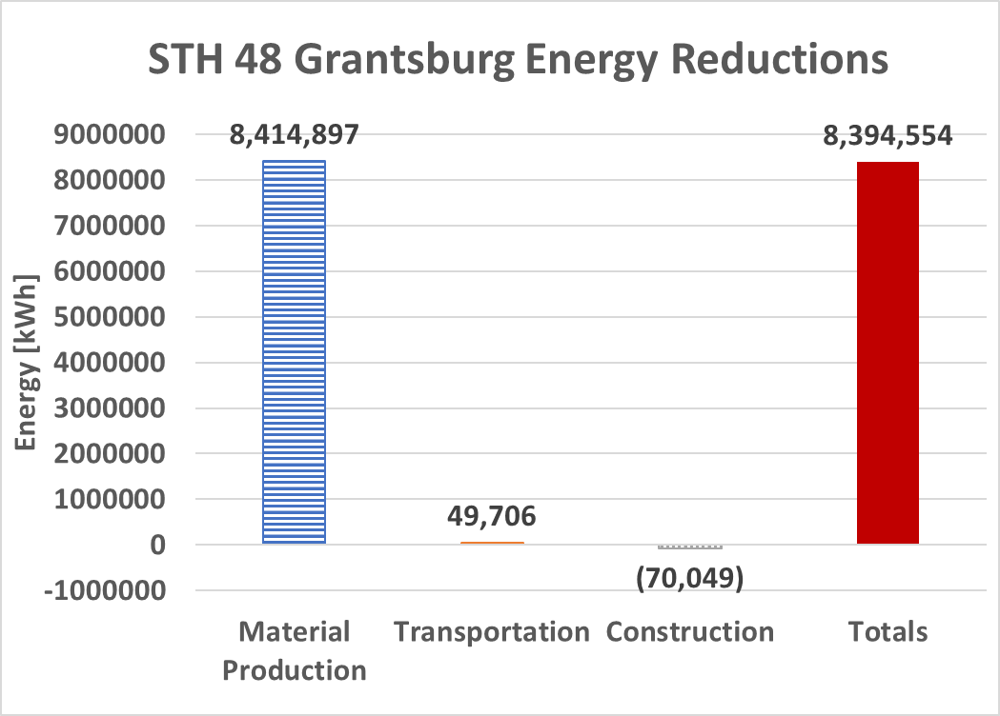 STH 48 Grantsburg Energy Reductions
9000000
8000000
7000000
6000000
5000000
4000000
3000000
2000000
1000000
0
-1000000
Energy [kWh]
8,414,897
49,706
(70,049)
8,394,554
Material
Production
Transportation
Construction
Totals